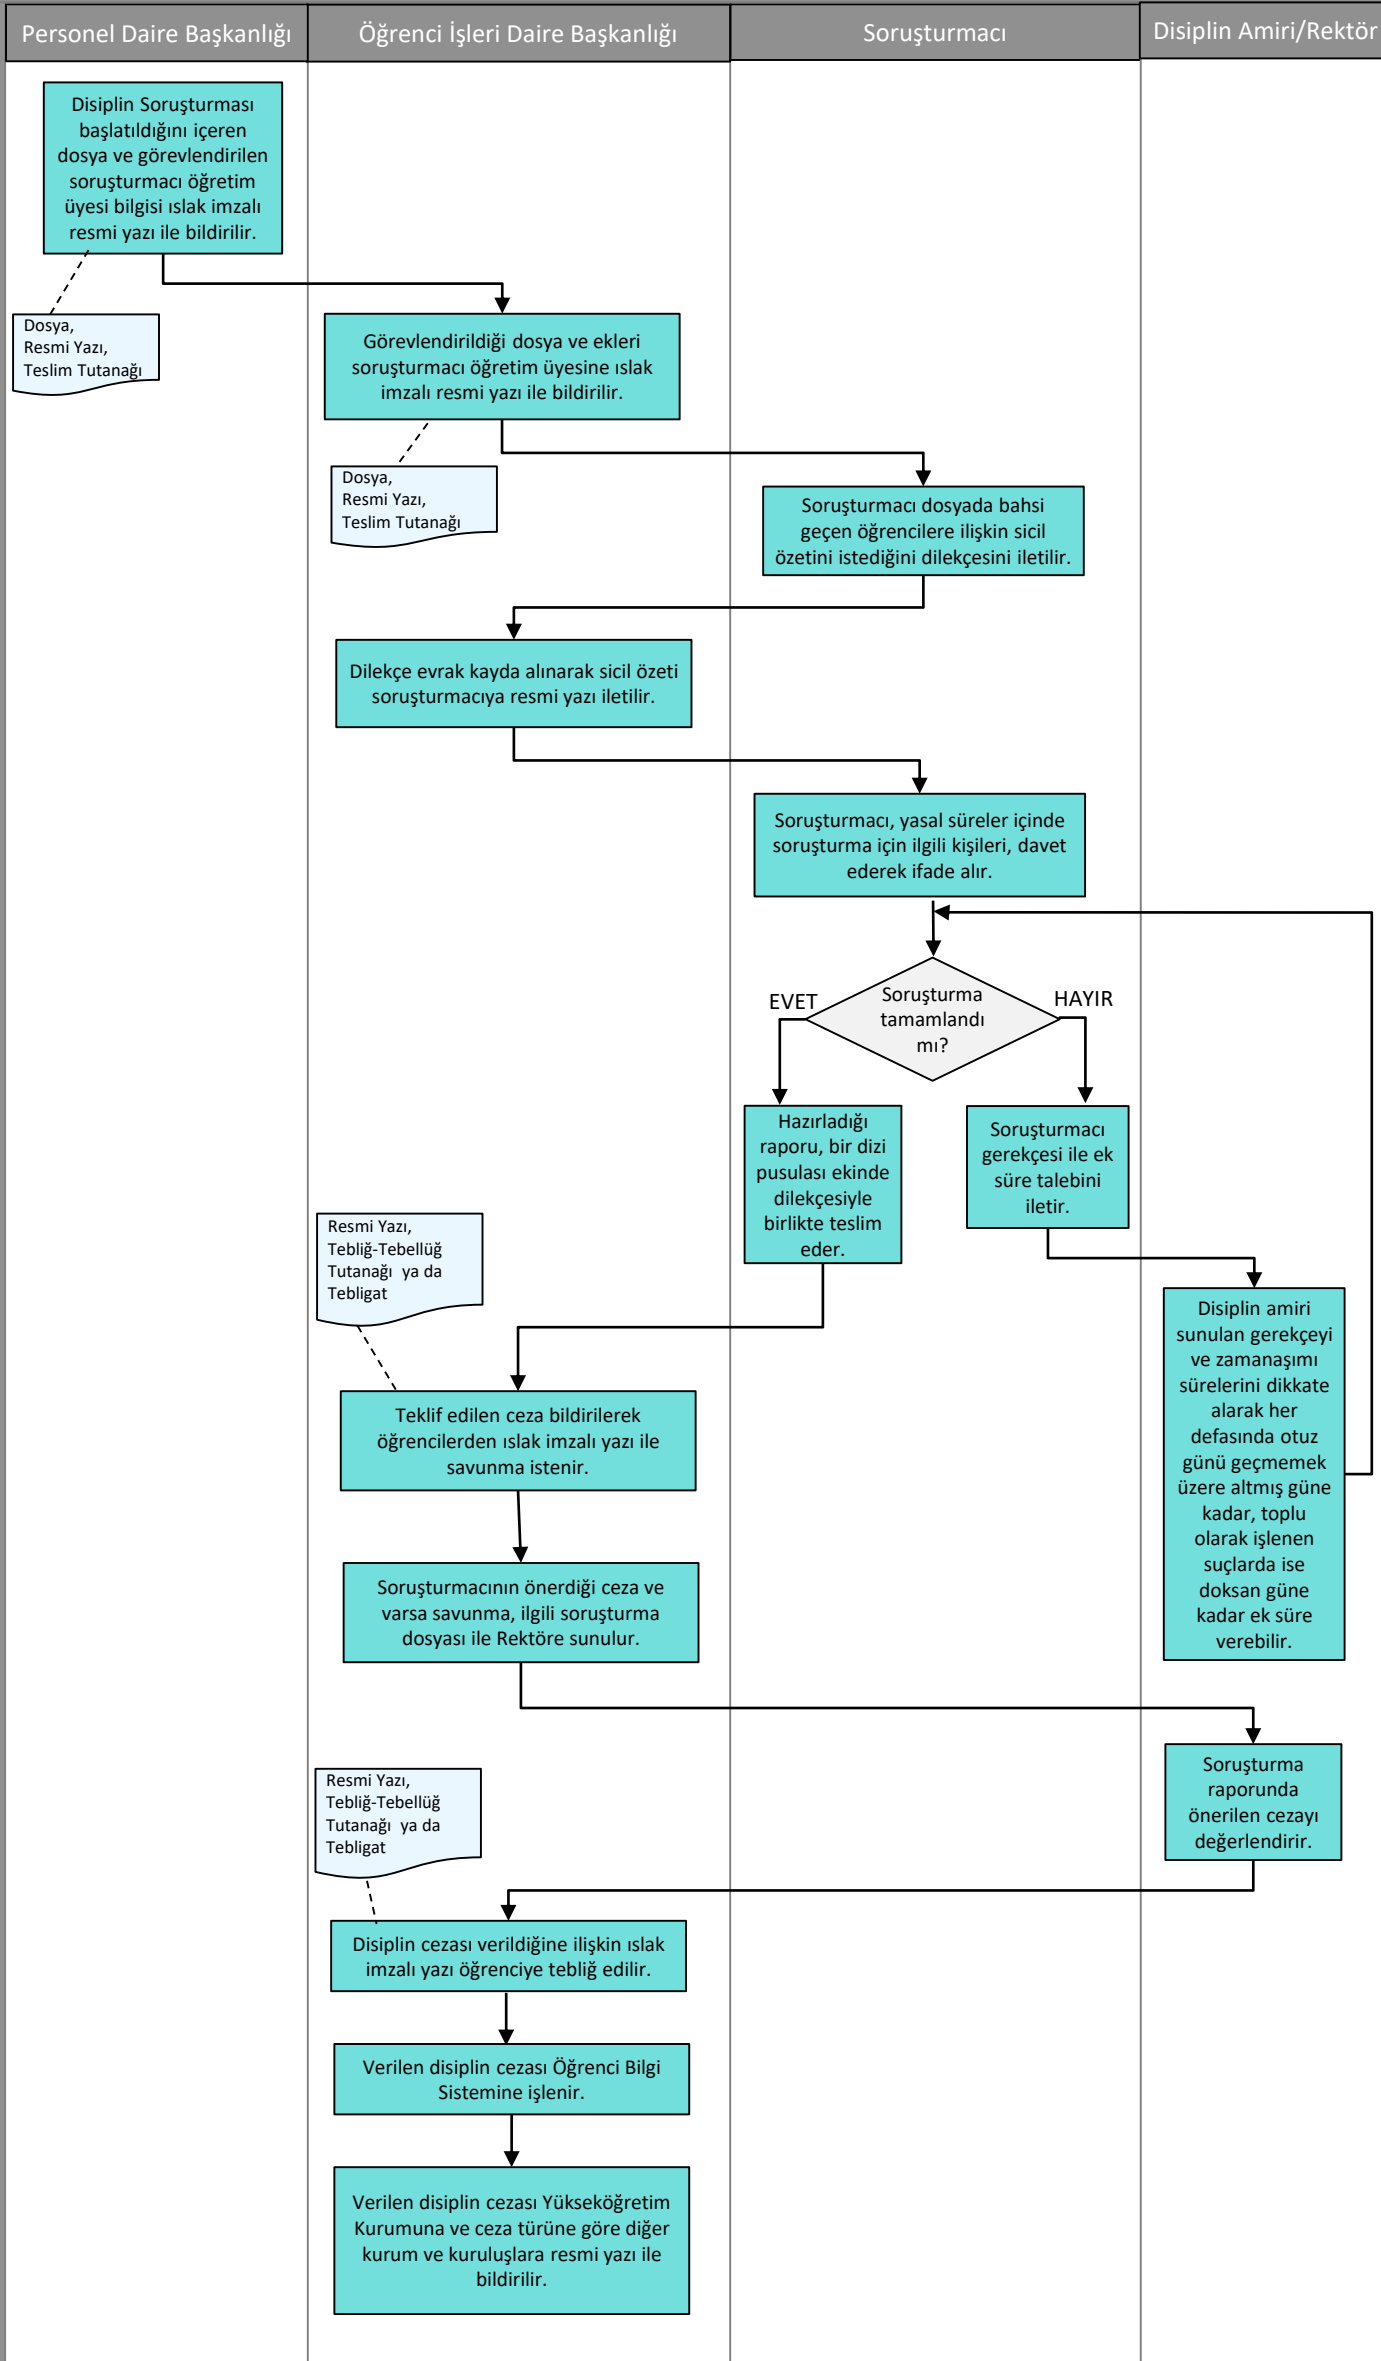 Personel Daire Başkanlığı
Öğrenci İşleri Daire Başkanlığı
Soruşturmacı
Disiplin Amiri/Rektör
Disiplin Soruşturması
başlatıldığını içeren
dosya ve görevlendirilen
soruşturmacı öğretim
üyesi bilgisi ıslak imzalı
resmi yazı ile bildirilir.
Dosya,
Resmi Yazı,
Teslim Tutanağı
Görevlendirildiği dosya ve ekleri
soruşturmacı öğretim üyesine ıslak
imzalı resmi yazı ile bildirilir.
Dosya,
Resmi Yazı,
Teslim Tutanağı
Soruşturmacı dosyada bahsi
geçen öğrencilere ilişkin sicil
özetini istediğini dilekçesini iletilir.
Dilekçe evrak kayda alınarak sicil özeti
soruşturmacıya resmi yazı iletilir.
Soruşturmacı, yasal süreler içinde
soruşturma için ilgili kişileri, davet
ederek ifade alır.
EVET
Soruşturma
tamamlandı
mı?
HAYIR
Hazırladığı
raporu, bir dizi
pusulası ekinde
dilekçesiyle
birlikte teslim
eder.
Soruşturmacı
gerekçesi ile ek
süre talebini
iletir.
Resmi Yazı,
Tebliğ-Tebellüğ
Tutanağı  ya da
Tebligat
Disiplin amiri
sunulan gerekçeyi
ve zamanaşımı
sürelerini dikkate
alarak her
defasında otuz
günü geçmemek
üzere altmış güne
kadar, toplu
olarak işlenen
suçlarda ise
doksan güne
kadar ek süre
verebilir.
Teklif edilen ceza bildirilerek
öğrencilerden ıslak imzalı yazı ile
savunma istenir.
Soruşturmacının önerdiği ceza ve
varsa savunma, ilgili soruşturma
dosyası ile Rektöre sunulur.
Soruşturma
raporunda
önerilen cezayı
değerlendirir.
Resmi Yazı,
Tebliğ-Tebellüğ
Tutanağı  ya da
Tebligat
Disiplin cezası verildiğine ilişkin ıslak
imzalı yazı öğrenciye tebliğ edilir.
Verilen disiplin cezası Öğrenci Bilgi
Sistemine işlenir.
Verilen disiplin cezası Yükseköğretim
Kurumuna ve ceza türüne göre diğer
kurum ve kuruluşlara resmi yazı ile
bildirilir.